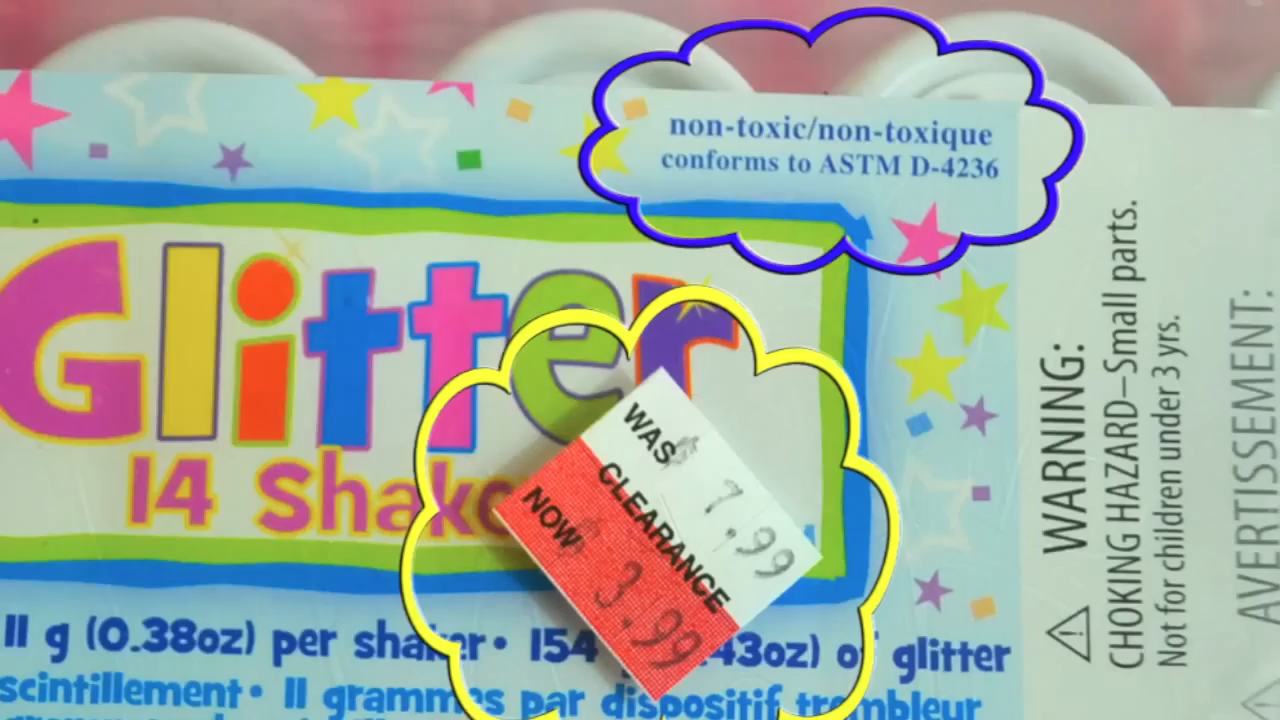 non-toxic/non-toxique
conforms to ASTM D-4236
Glitter
14 Shake
WAS $ 7.99
CLEARANCE
NOW $ 3.99
11 g (0.38oz) per shaker • 154 43oz) of glitter
scintillement • 11 grammes par dispositif trembleur
WARNING:
CHOKING HAZARD–Small parts.
Not for children under 3 yrs.
AVERTISSEMENT: